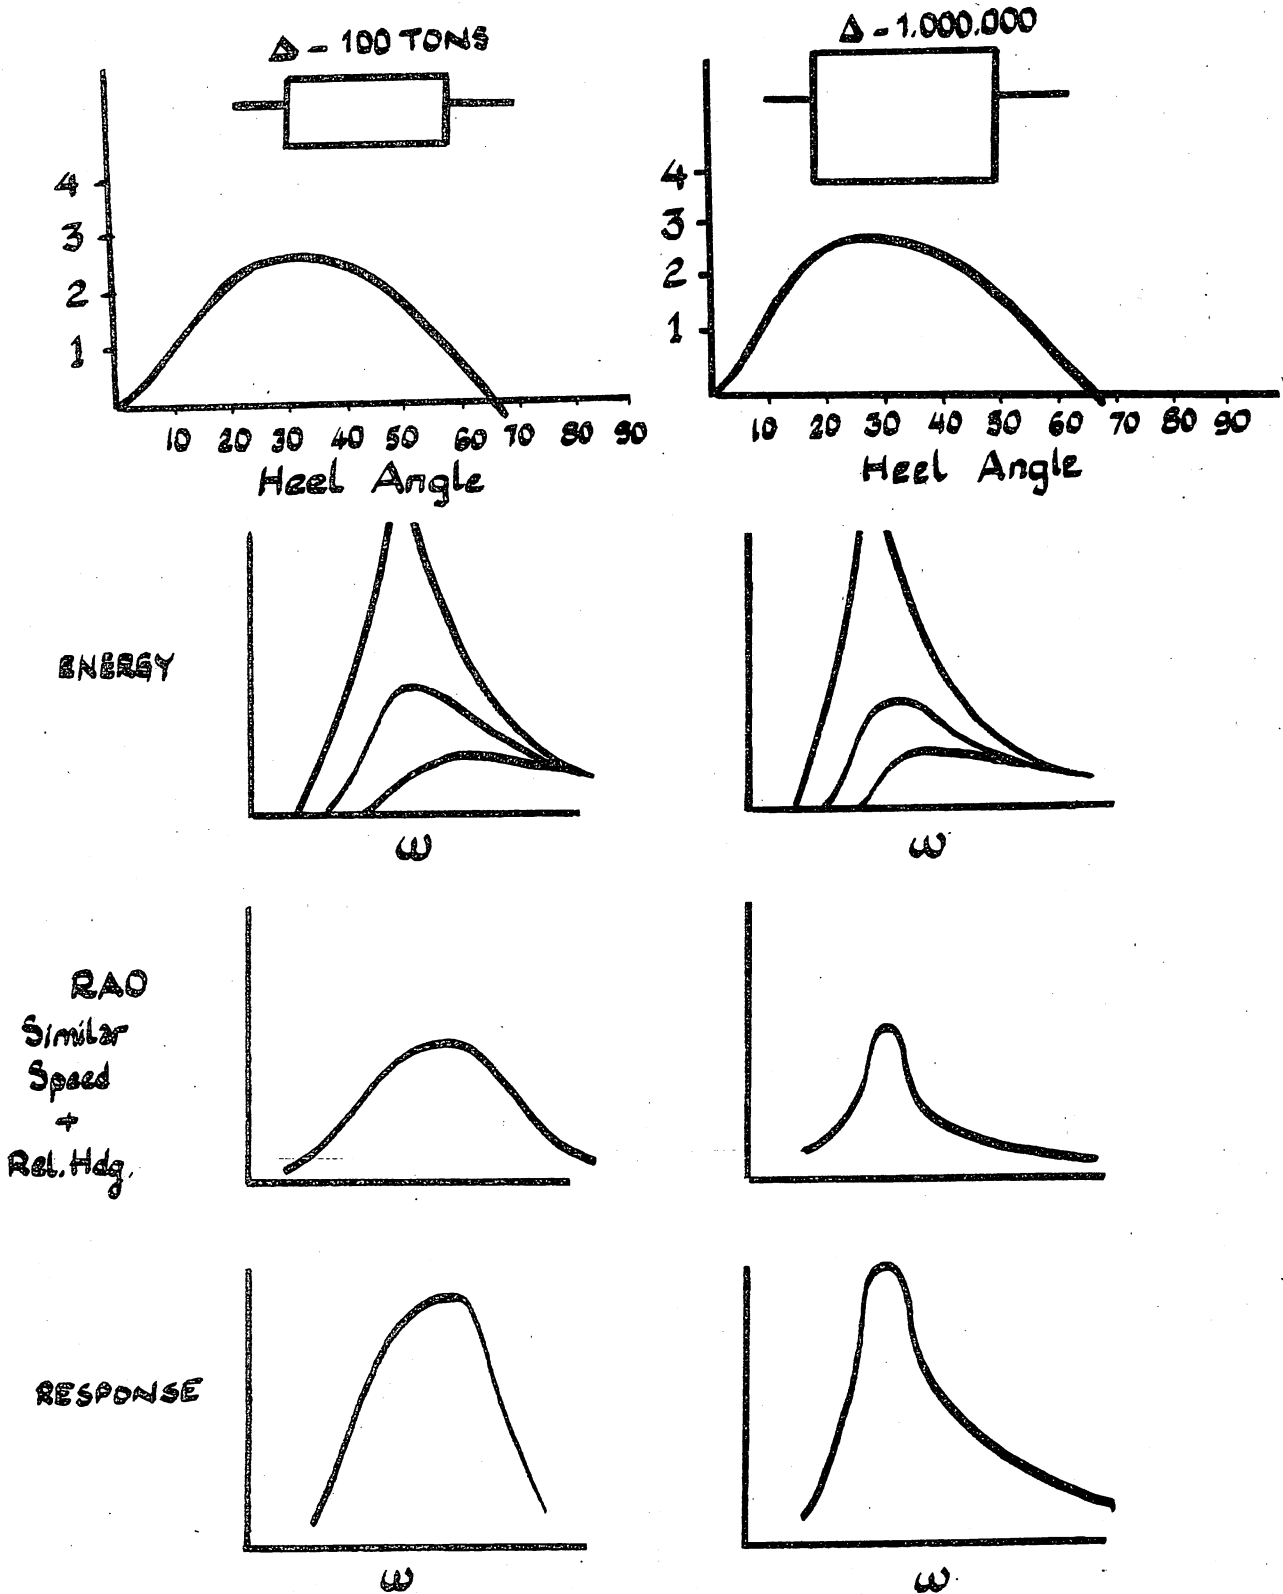 Δ - 100 TONS
4
3
2
1
10 20 30 40 50 60 70 80 90
Heel Angle
Δ - 1.000.000
4
3
2
1
10 20 30 40 50 60 70 80 90
Heel Angle
ENERGY
ω
ω
RAO
Similar
Speed
+
Rel. Hdg.
RESPONSE
ω
ω